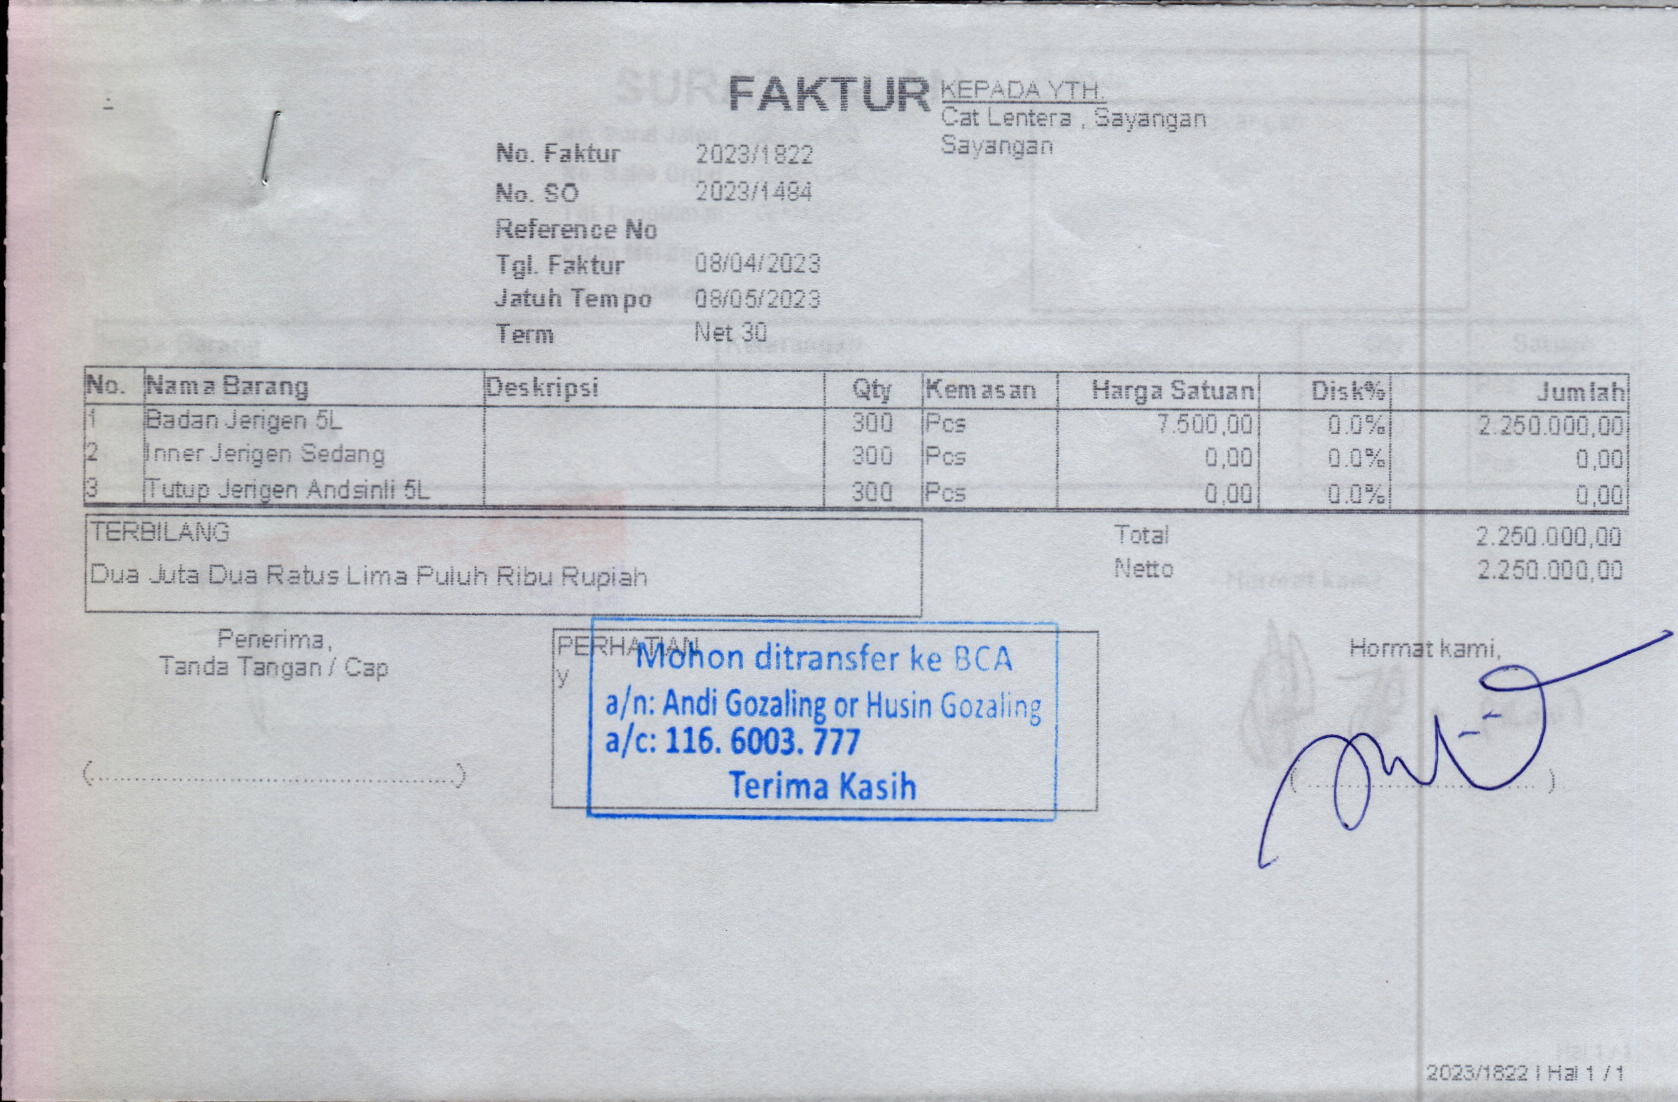 FAKTUR
KEPADA YTH.
Cat Lentera , Sayangan
Sayangan
No. Faktur 2023/1822
No. SO 2023/1484
Reference No
Tgl. Faktur 08/04/2023
Jatuh Tempo 08/05/2023
Term Net 30
No. Nama Barang Deskripsi Qty Kemasan Harga Satuan Disk% Jumlah
1 Badan Jerigen 5L 300 Pcs 7.500,00 0.0% 2.250.000,00
2 Inner Jerigen Sedang 300 Pcs 0,00 0.0% 0,00
3 Tutup Jerigen Andsinli 5L 300 Pcs 0,00 0.0% 0,00
TERBILANG
Dua Juta Dua Ratus Lima Puluh Ribu Rupiah
Total 2.250.000,00
Netto 2.250.000,00
Penerima,
Tanda Tangan / Cap
(..........................................)
PERHATIAN
y
Mohon ditransfer ke BCA
a/n: Andi Gozaling or Husin Gozaling
a/c: 116. 6003. 777
Terima Kasih
Hormat kami,
(..........................................)
2023/1822 | Hal 1 / 1